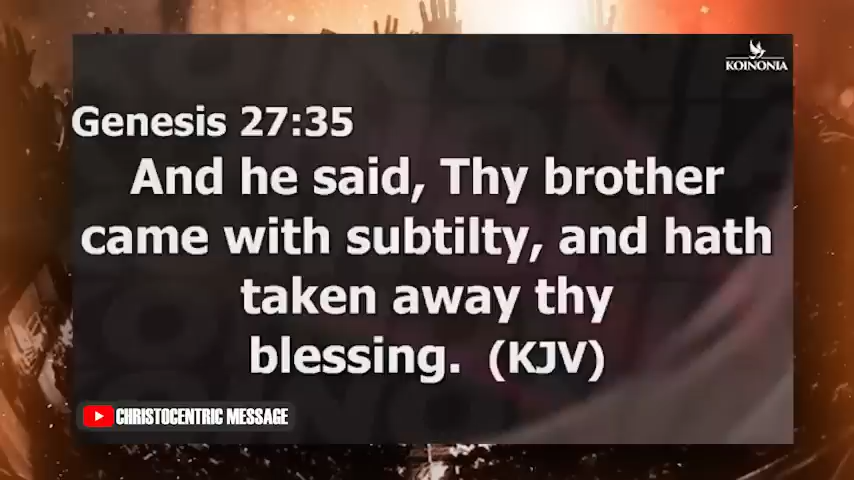 KOINONIA
Genesis 27:35
And he said, Thy brother
came with subtilty, and hath
taken away thy
blessing. (KJV)
CHRISTOCENTRIC MESSAGE